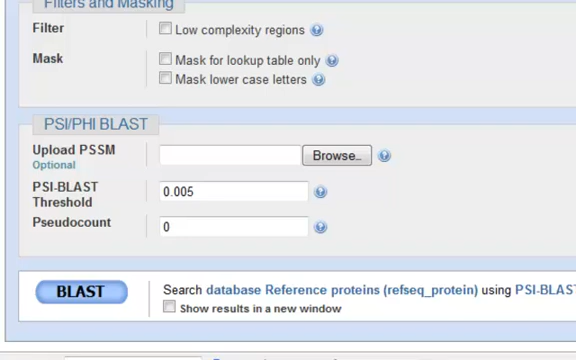 Filters and Masking
Filter
Low complexity regions
Mask
Mask for lookup table only
Mask lower case letters
PSI/PHI BLAST
Upload PSSM
Optional
Browse...
PSI-BLAST
Threshold
0.005
Pseudocount
0
BLAST
Search database Reference proteins (refseq_protein) using PSI-BLAST
Show results in a new window